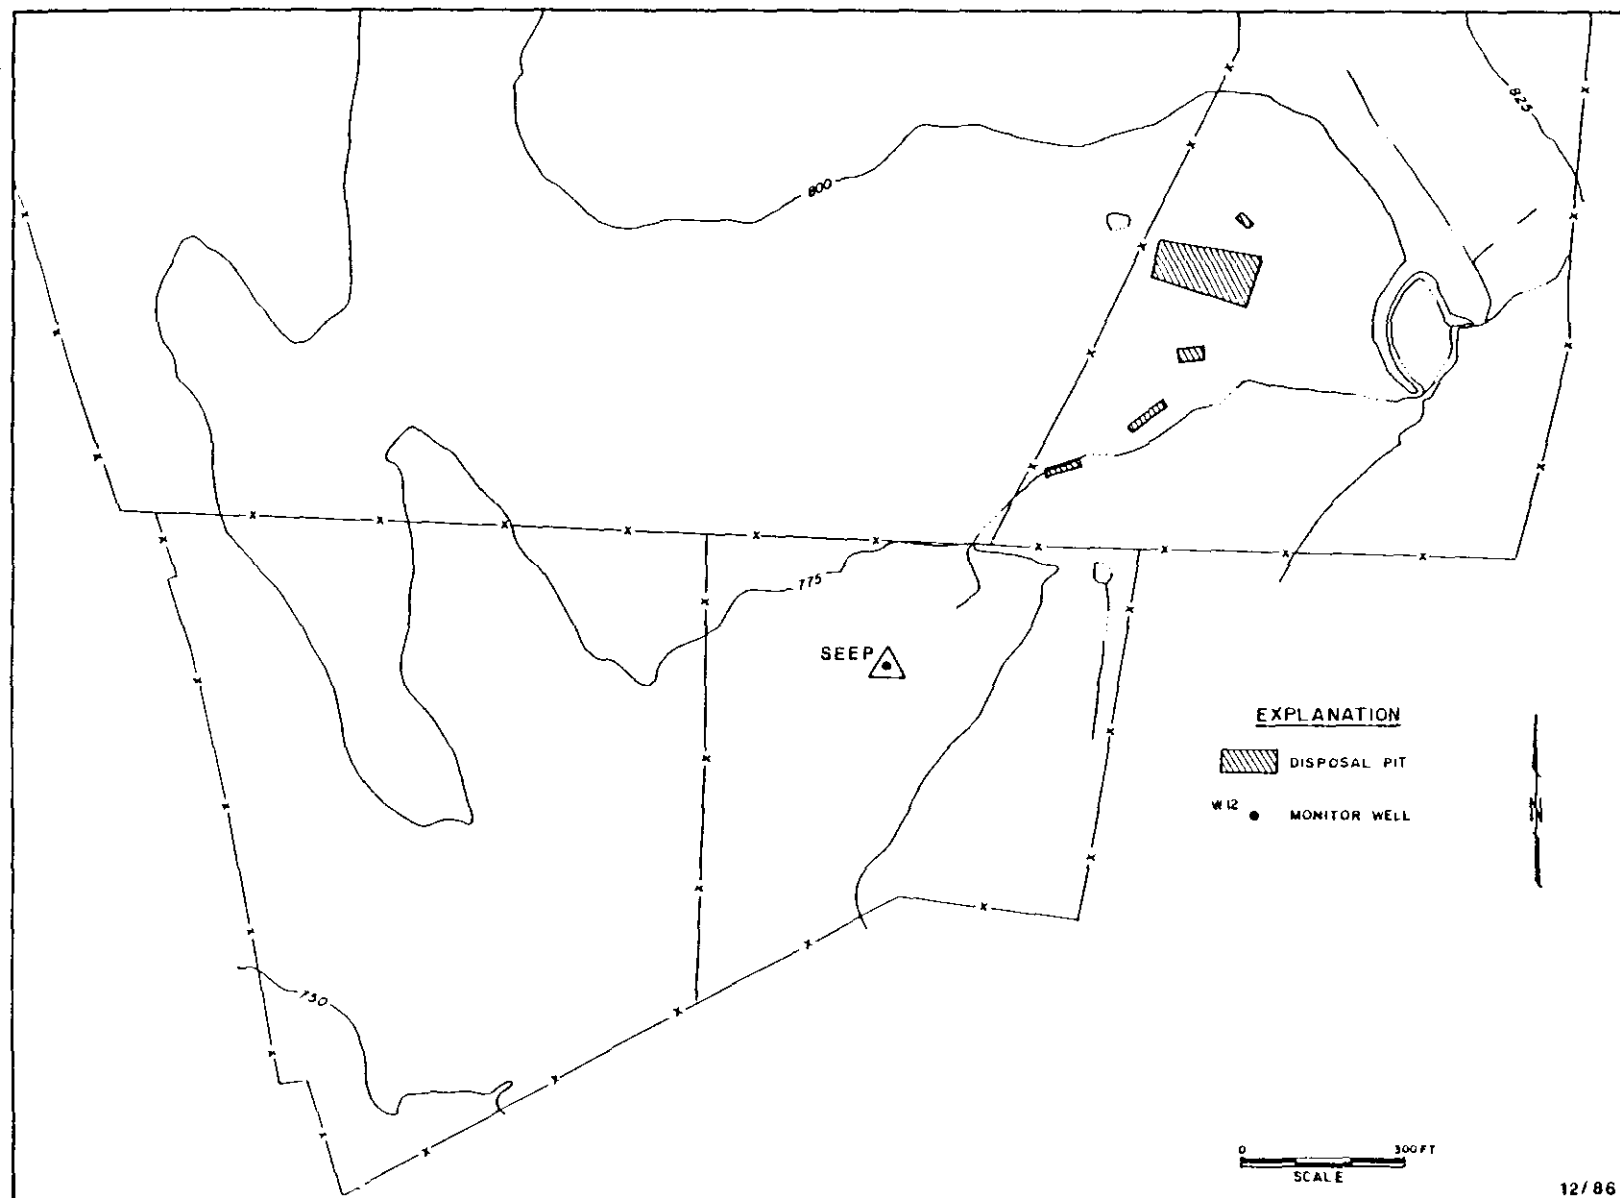 825
800
775
SEEP
EXPLANATION
DISPOSAL PIT
W12
MONITOR WELL
N
750
0 300 FT
SCALE
12/86